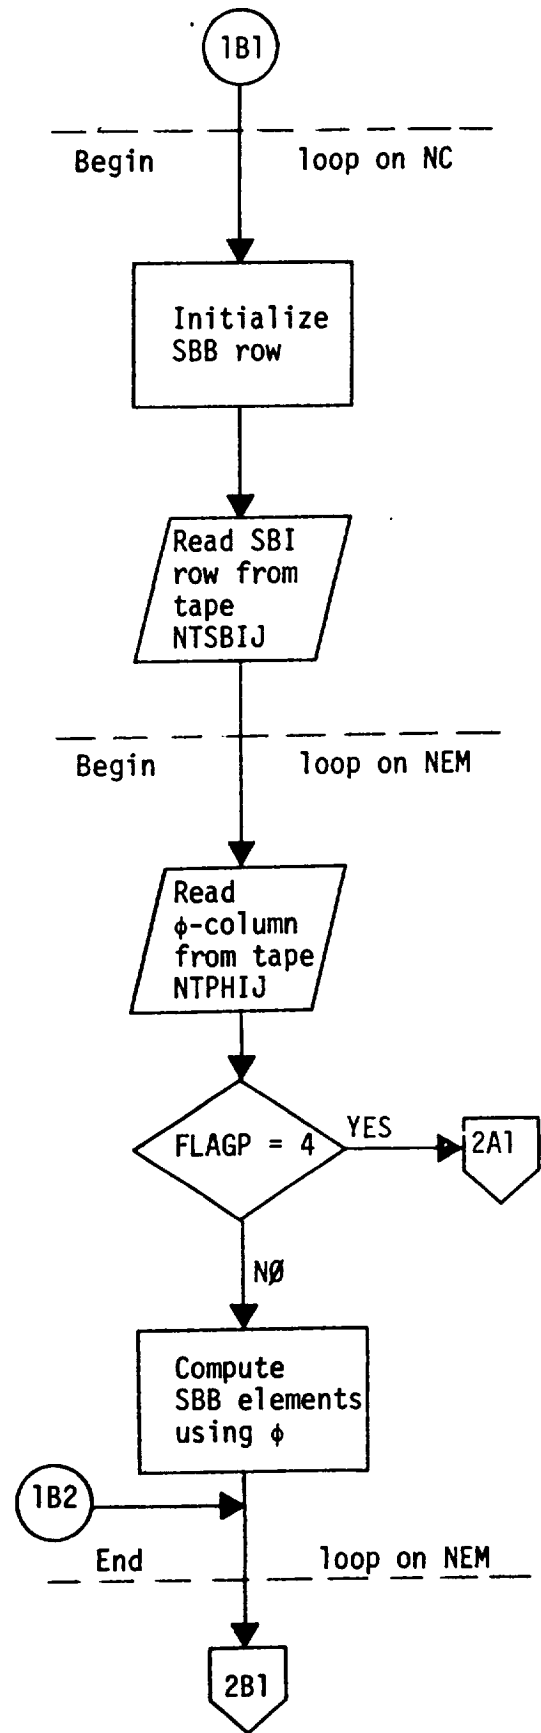 1B1
Begin loop on NC
Initialize
SBB row
Read SBI
row from
tape
NTSBIJ
Begin loop on NEM
Read
ϕ-column
from tape
NTPHIJ
FLAGP = 4
YES
2A1
NØ
Compute
SBB elements
using ϕ
1B2
End loop on NEM
2B1